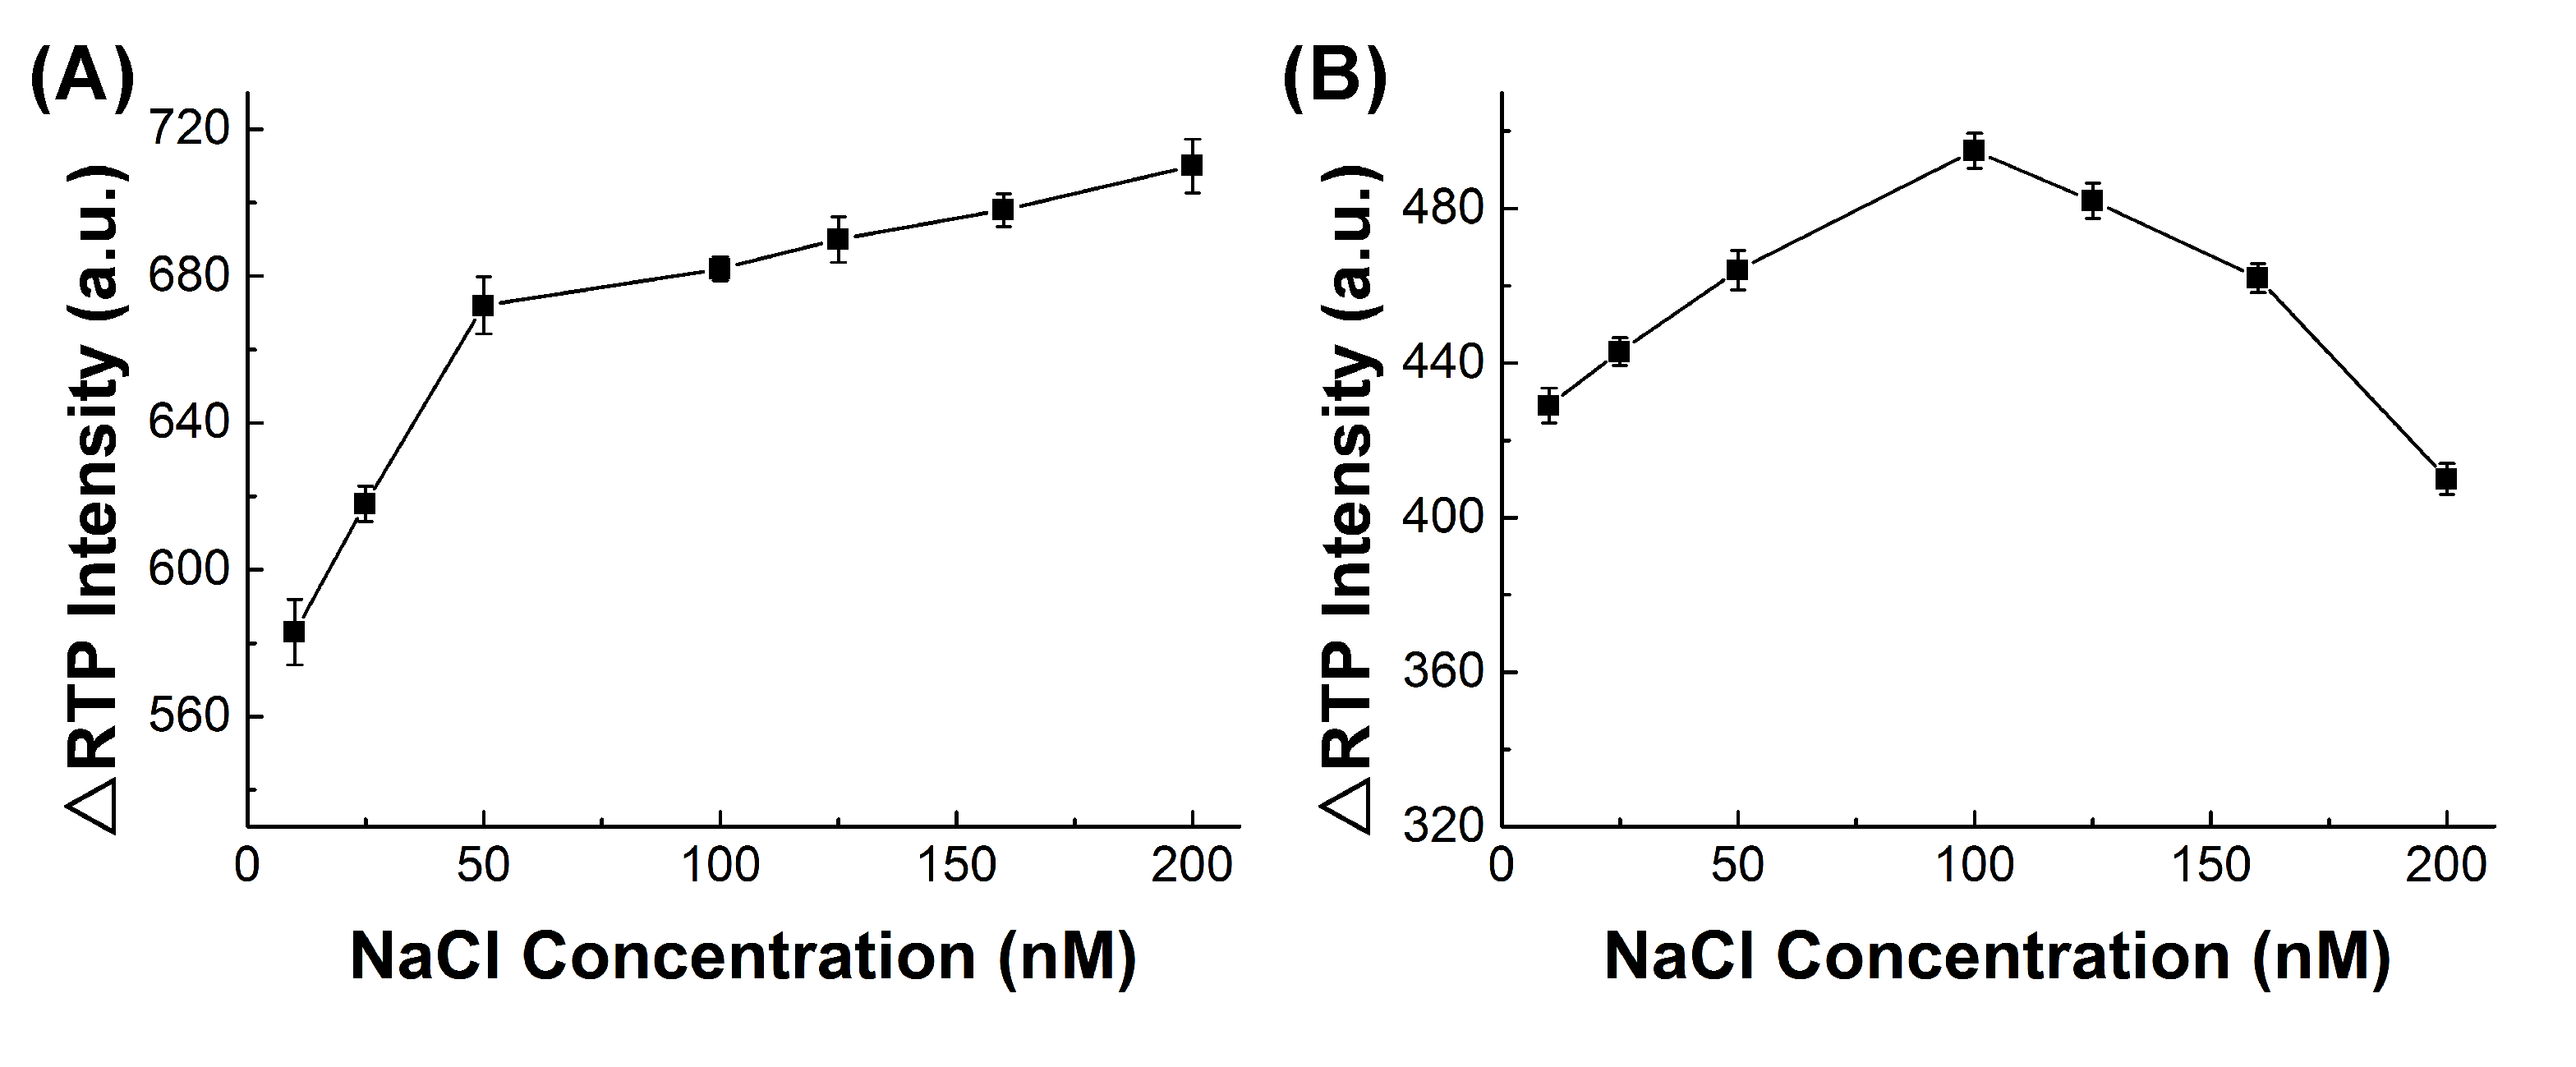 (A)
△RTP Intensity (a.u.)
720
680
640
600
560
0 50 100 150 200
NaCl Concentration (nM)
(B)
△RTP Intensity (a.u.)
480
440
400
360
320
0 50 100 150 200
NaCl Concentration (nM)